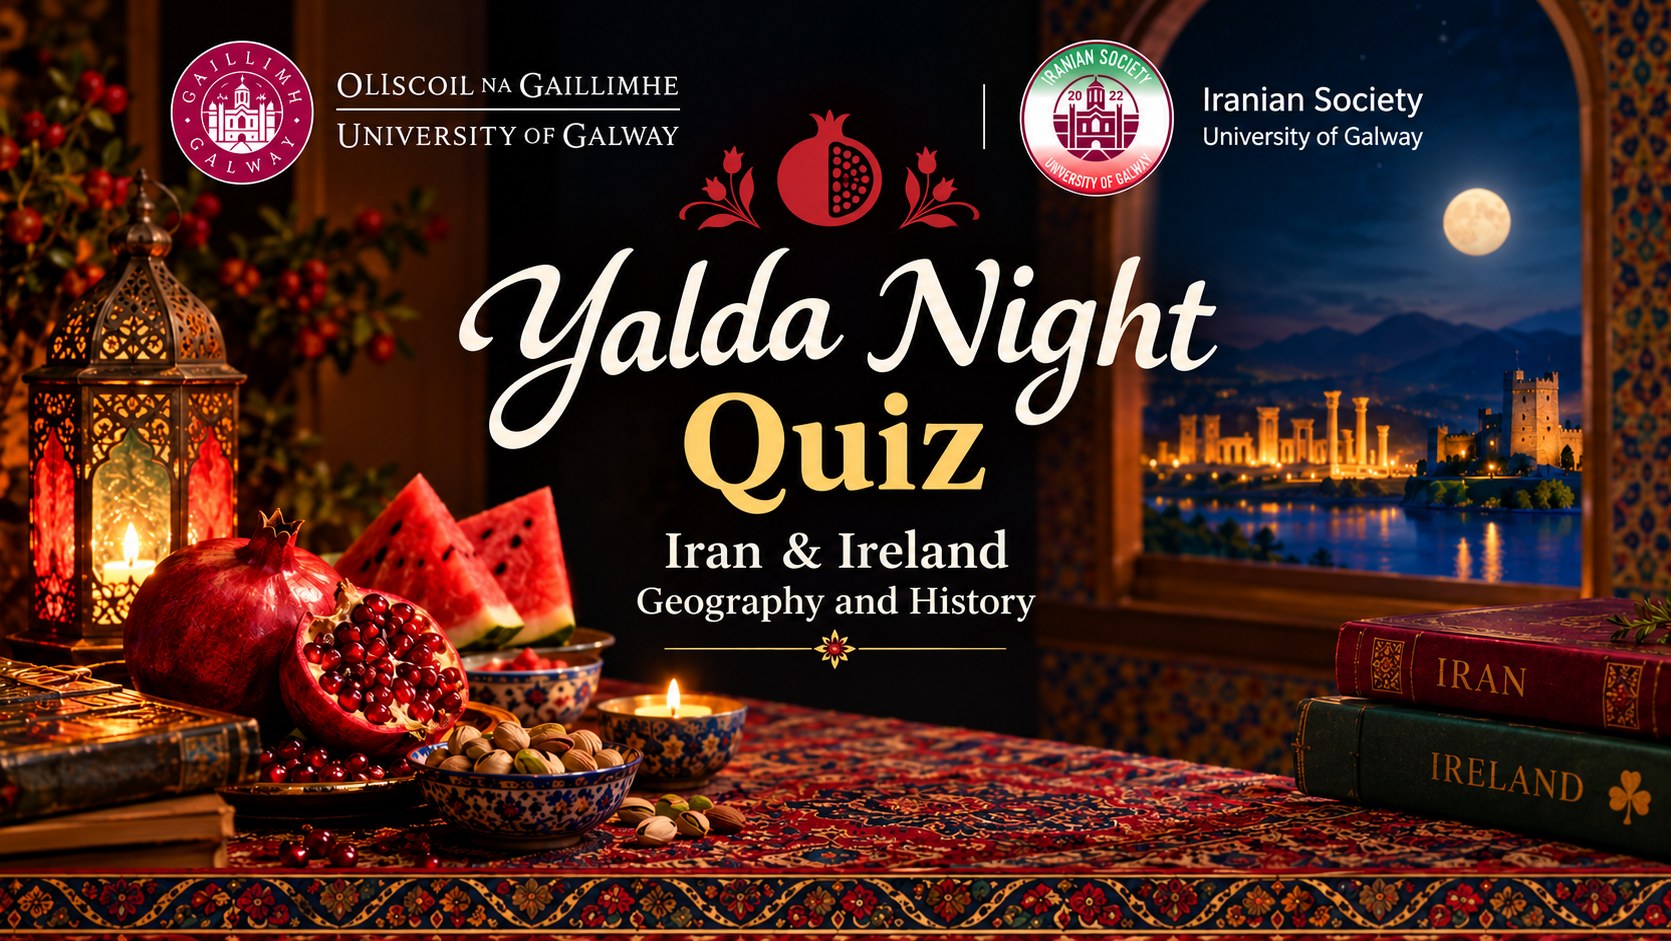 GAILLIMH
GALWAY
OLLSCOIL NA GAILLIMHE
UNIVERSITY OF GALWAY
IRANIAN SOCIETY
20 22
UNIVERSITY OF GALWAY
Iranian Society
University of Galway
Yalda Night
Quiz
Iran & Ireland
Geography and History
IRAN
IRELAND